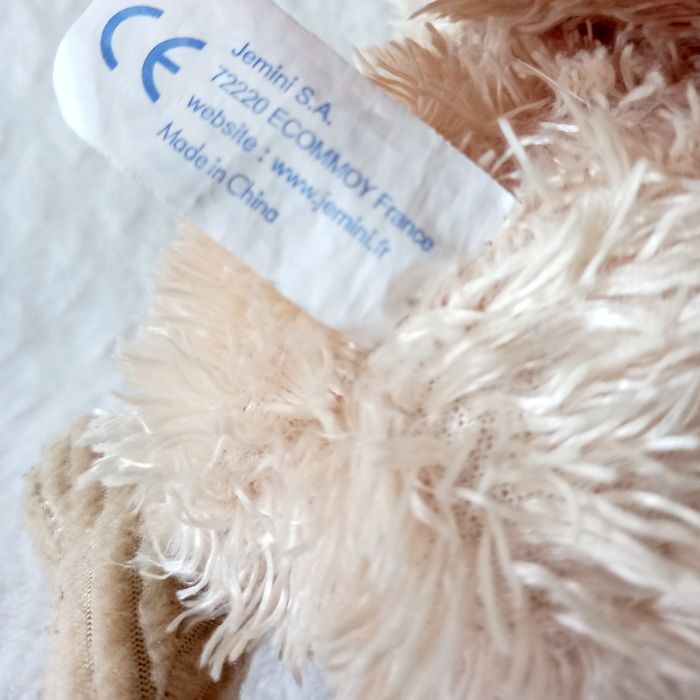 CE
Jemini S.A.
72220 ECOMMOY France
website : www.jemini.fr
Made in China